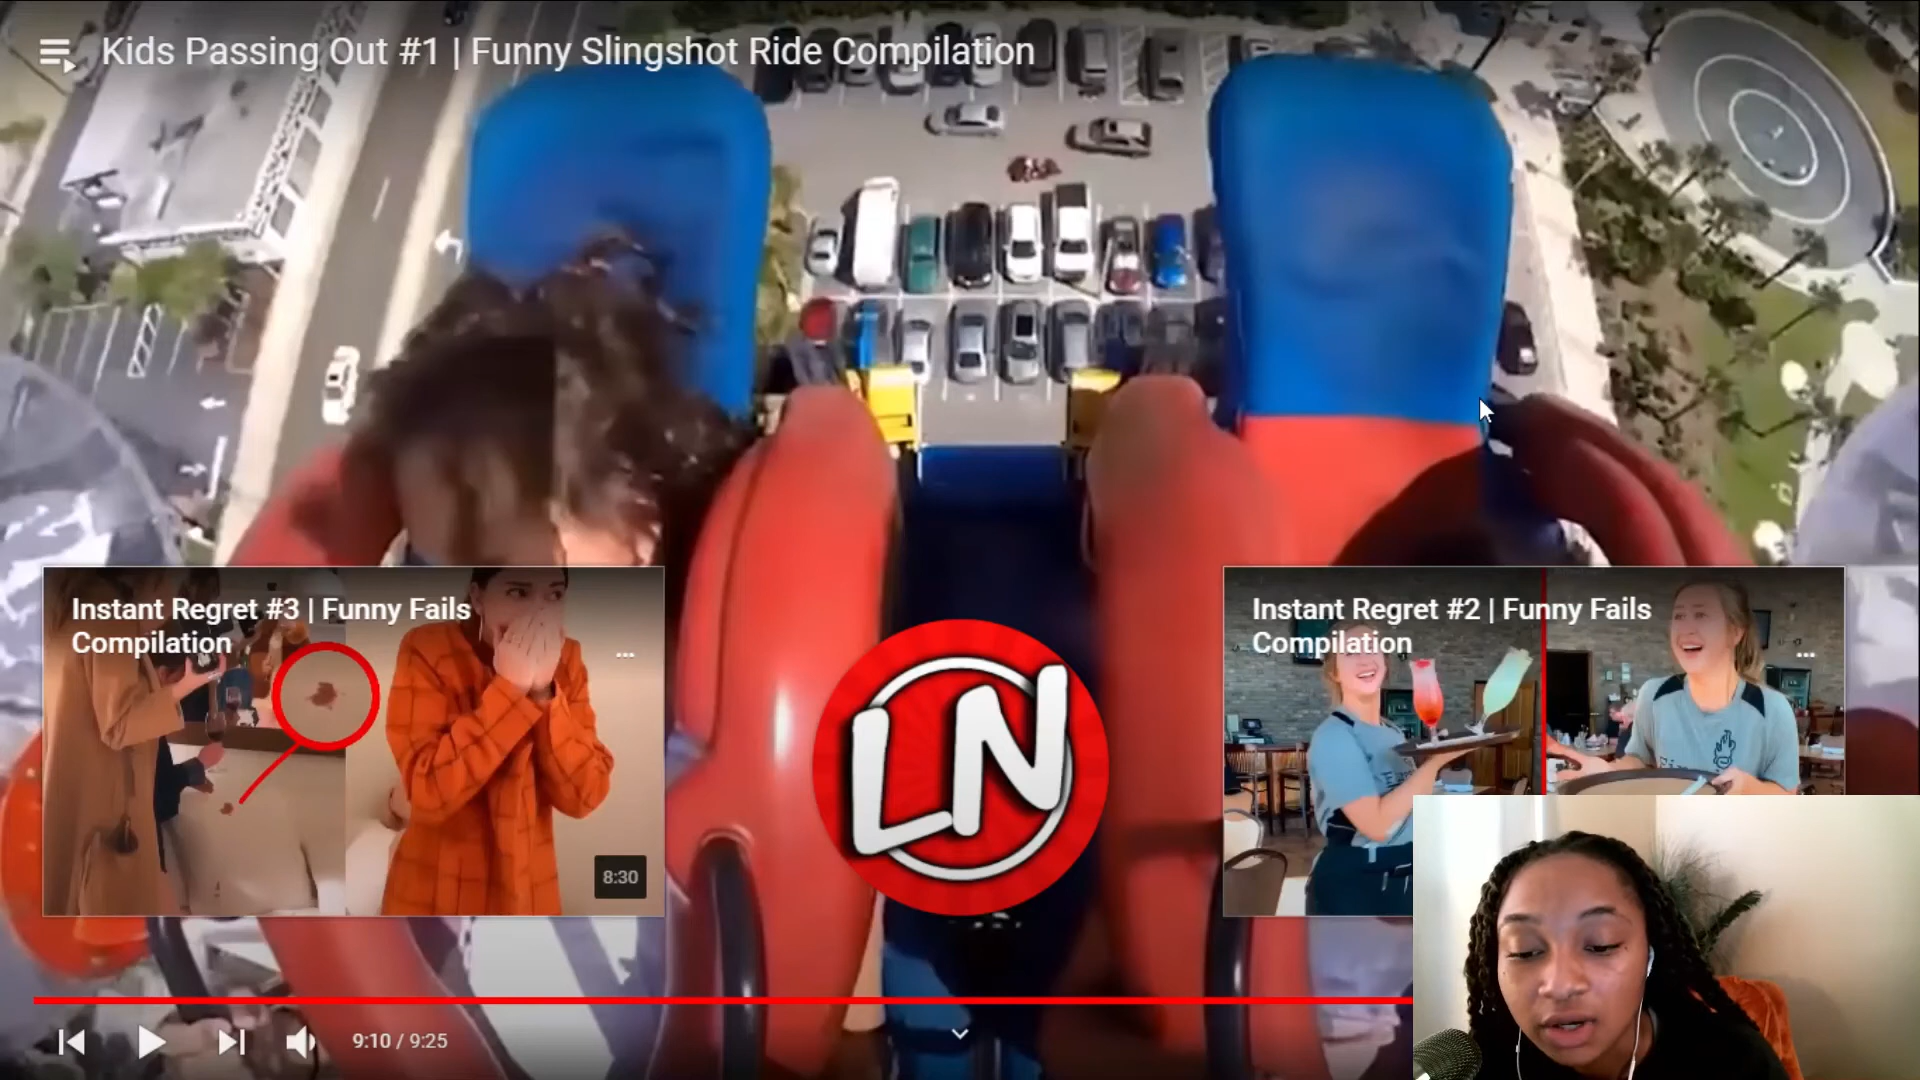 Kids Passing Out #1 | Funny Slingshot Ride Compilation
Instant Regret #3 | Funny Fails
Compilation
8:30
Instant Regret #2 | Funny Fails
Compilation
LN
9:10 / 9:25